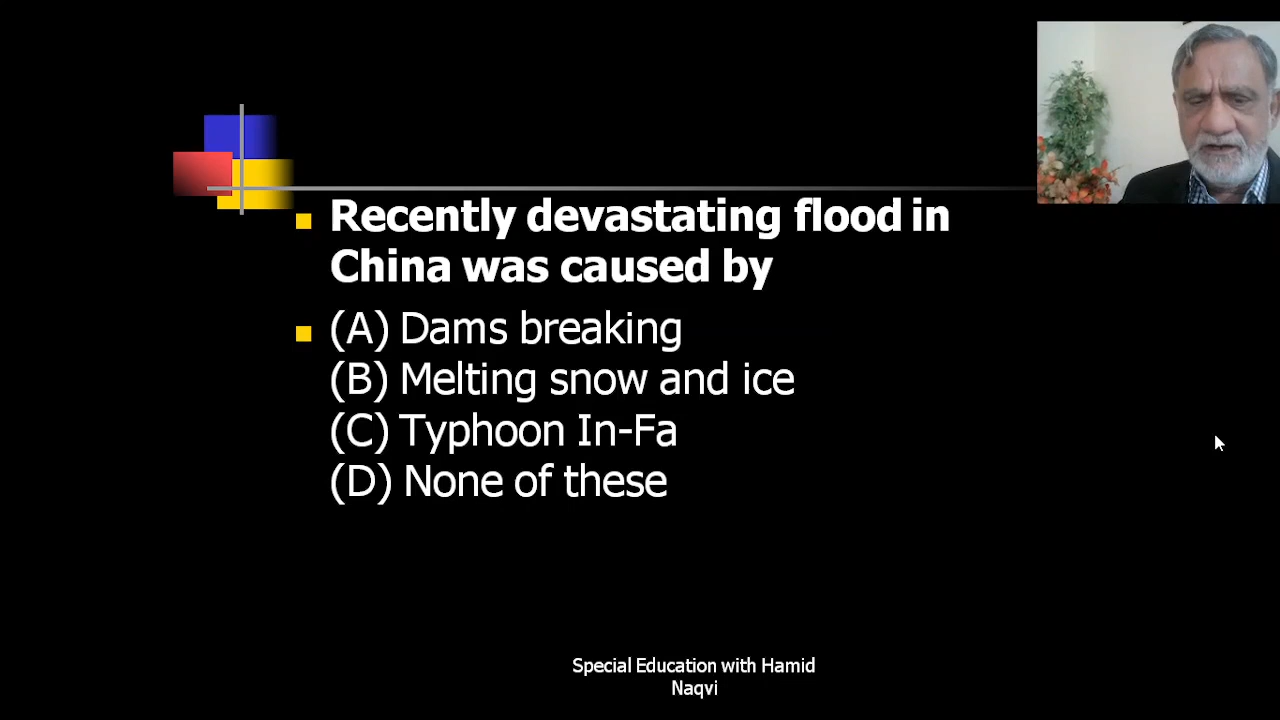 Recently devastating flood in
China was caused by
(A) Dams breaking
(B) Melting snow and ice
(C) Typhoon In-Fa
(D) None of these
Special Education with Hamid
Naqvi